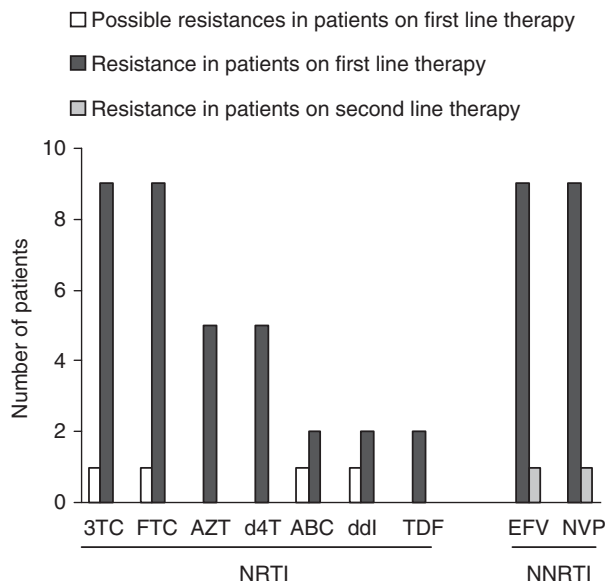 Possible resistances in patients on first line therapy
Resistance in patients on first line therapy
Resistance in patients on second line therapy
Number of patients
10
8
6
4
2
0
3TC FTC AZT d4T ABC ddI TDF EFV NVP
NRTI NNRTI